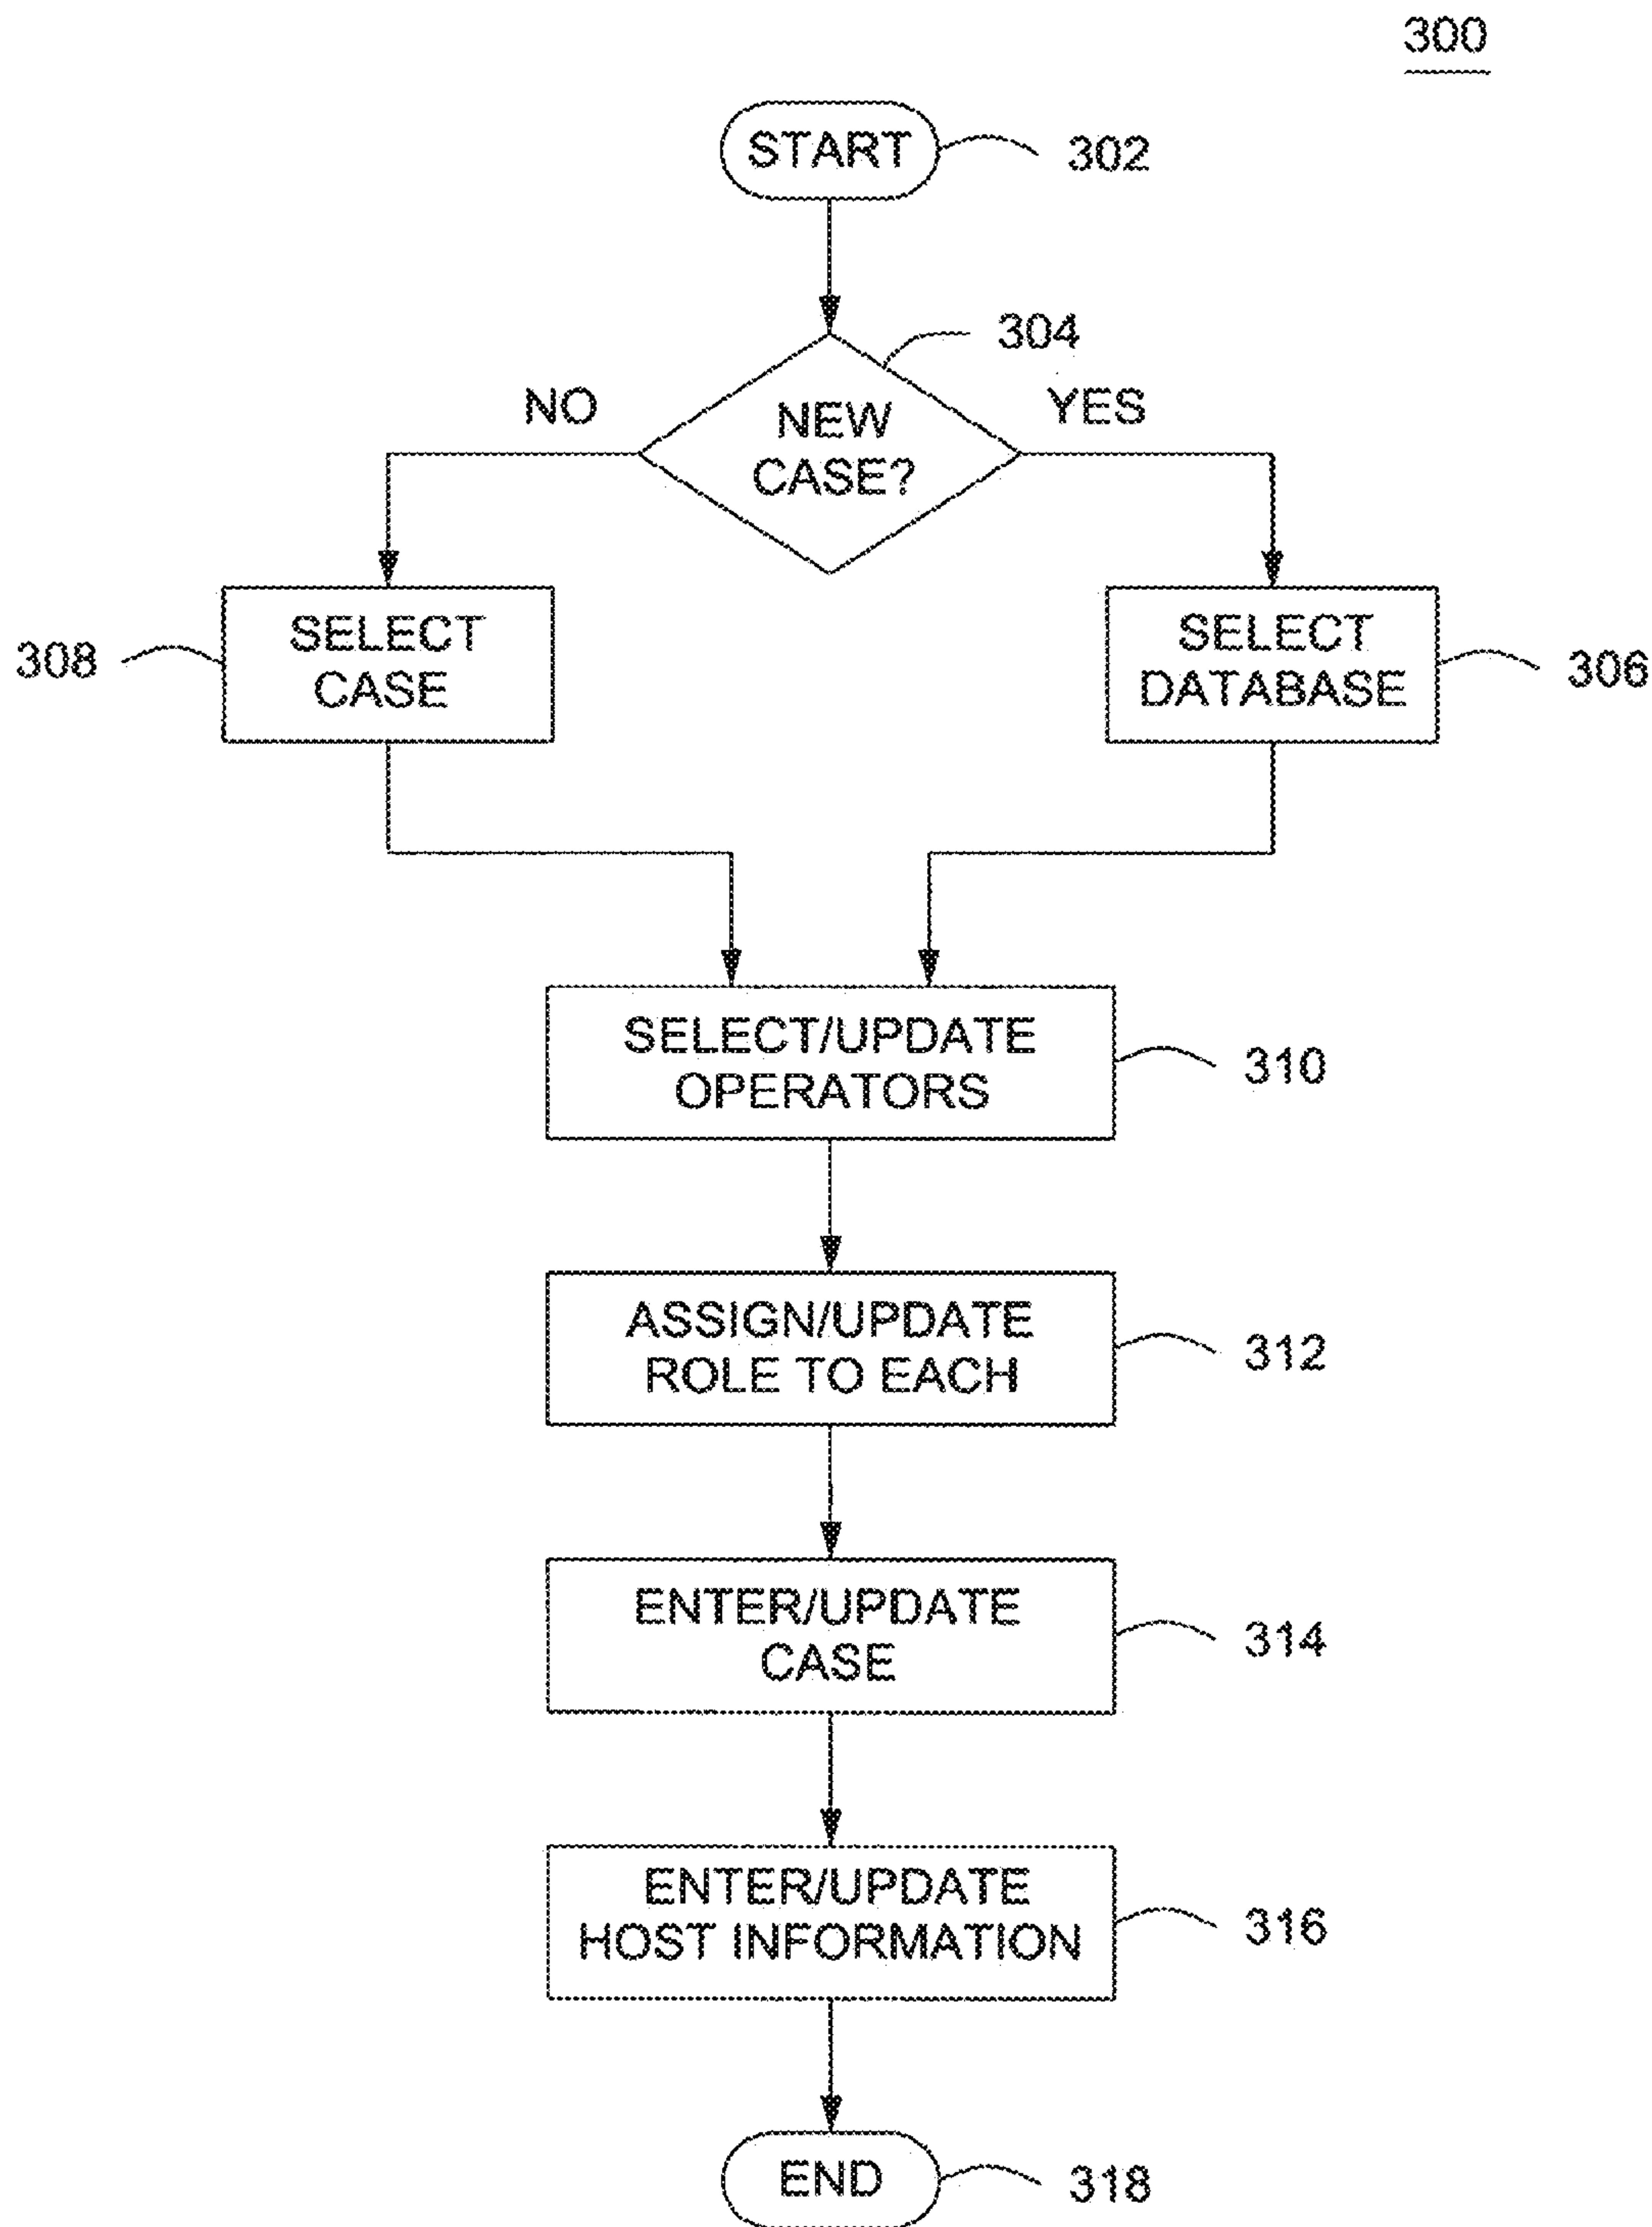 300
START
302
304
NO
YES
NEW
CASE?
308
SELECT
CASE
SELECT
DATABASE
306
SELECT/UPDATE
OPERATORS
310
ASSIGN/UPDATE
ROLE TO EACH
312
ENTER/UPDATE
CASE
314
ENTER/UPDATE
HOST INFORMATION
316
END
318